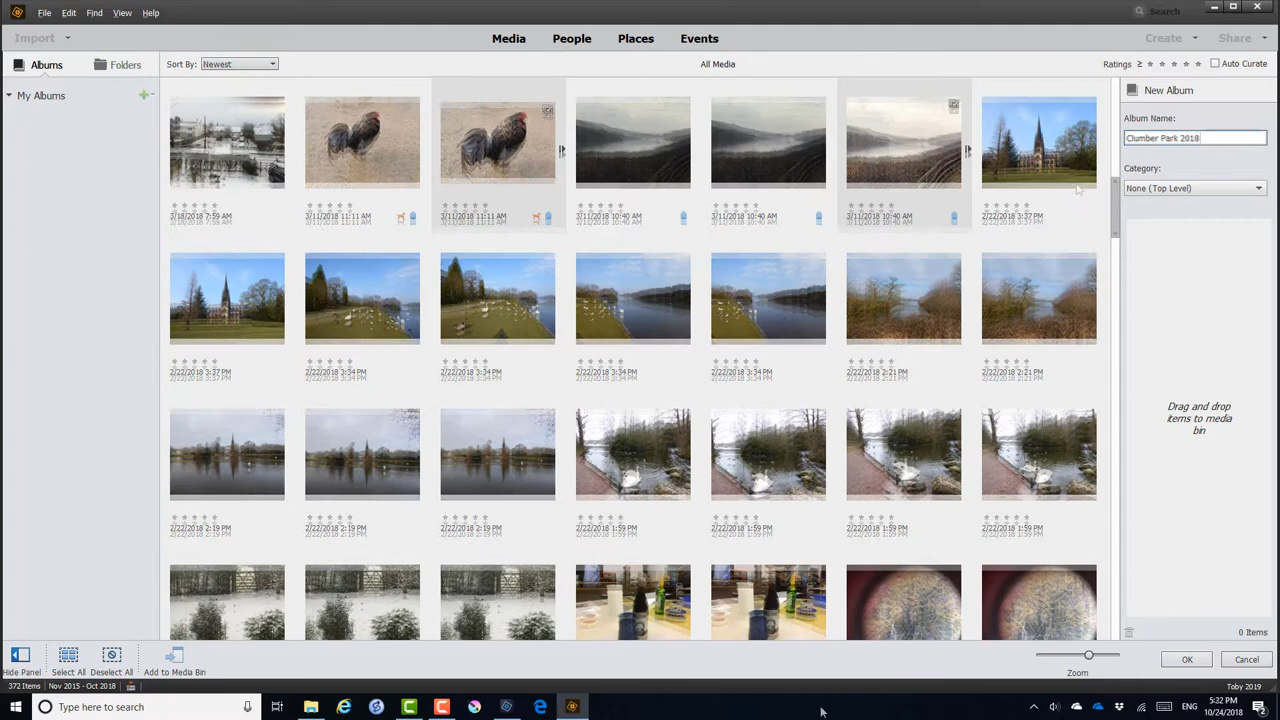 File Edit Find View Help
Search
Import
Media People Places Events
Create Share
Albums Folders
Sort By: Newest
All Media
Ratings ≥
Auto Curate
My Albums
New Album
Album Name:
Clumber Park 2018
Category:
None (Top Level)
3/18/2018 7:59 AM
3/11/2018 11:11 AM
3/11/2018 11:11 AM
3/11/2018 10:40 AM
3/11/2018 10:40 AM
3/11/2018 10:40 AM
2/22/2018 3:37 PM
2/22/2018 3:37 PM
2/22/2018 3:34 PM
2/22/2018 3:34 PM
2/22/2018 3:34 PM
2/22/2018 3:34 PM
2/22/2018 2:21 PM
2/22/2018 2:21 PM
2/22/2018 2:19 PM
2/22/2018 2:19 PM
2/22/2018 2:19 PM
2/22/2018 1:59 PM
2/22/2018 1:59 PM
2/22/2018 1:59 PM
2/22/2018 1:59 PM
Drag and drop
items to media
bin
0 Items
Hide Panel
Select All
Deselect All
Add to Media Bin
Zoom
OK
Cancel
372 Items Nov 2015 - Oct 2018
Toby 2019
Type here to search
5:32 PM
10/24/2018
2